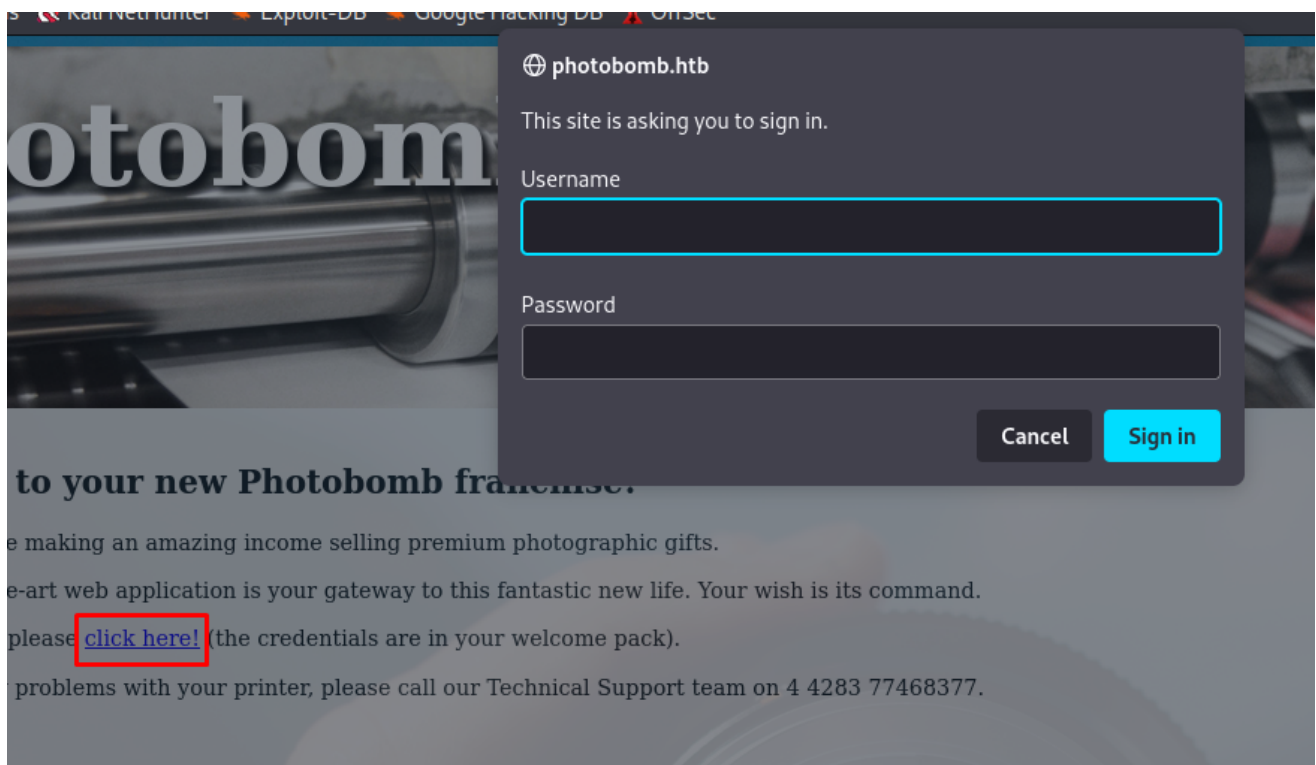 s Kali NetHunter Exploit-DB Google Hacking DB OffSec
otobom
photobomb.htb
This site is asking you to sign in.
Username
Password
Cancel Sign in
to your new Photobomb franchise!
e making an amazing income selling premium photographic gifts.
e-art web application is your gateway to this fantastic new life. Your wish is its command.
please click here! (the credentials are in your welcome pack).
problems with your printer, please call our Technical Support team on 4 4283 77468377.